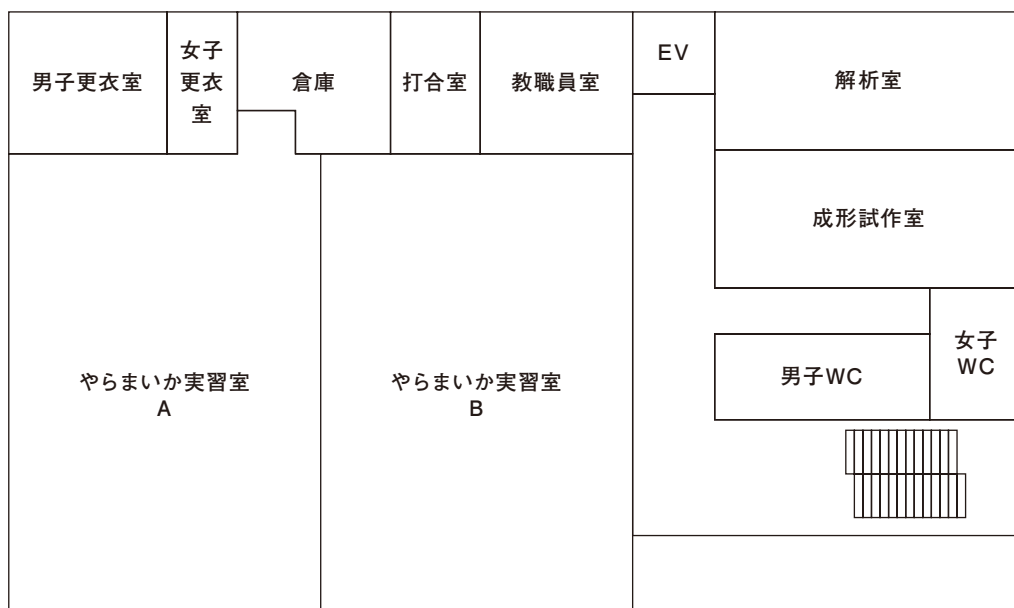 男子更衣室
女子
更衣
室
倉庫
打合室
教職員室
EV
解析室
成形試作室
やらまいか実習室
A
やらまいか実習室
B
男子WC
女子
WC